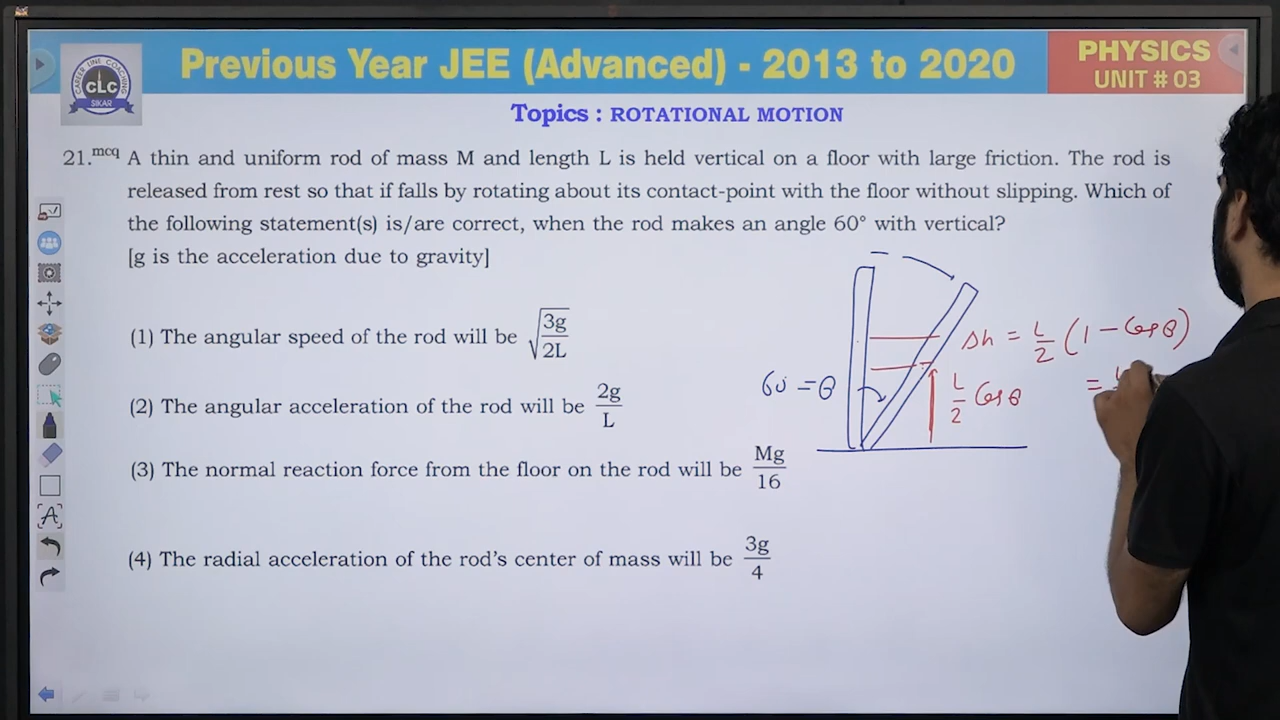 Previous Year JEE (Advanced) - 2013 to 2020
PHYSICS
UNIT # 03
CAREER LINE COACHING
CLC
SIKAR
Topics : ROTATIONAL MOTION
21.mcq A thin and uniform rod of mass M and length L is held vertical on a floor with large friction. The rod is
released from rest so that if falls by rotating about its contact-point with the floor without slipping. Which of
the following statement(s) is/are correct, when the rod makes an angle 60° with vertical?
[g is the acceleration due to gravity]
(1) The angular speed of the rod will be √(3g/2L)
(2) The angular acceleration of the rod will be 2g/L
(3) The normal reaction force from the floor on the rod will be Mg/16
(4) The radial acceleration of the rod's center of mass will be 3g/4
Δh = L/2 (1 - Cosθ)
=
60° = θ
L/2 Cosθ